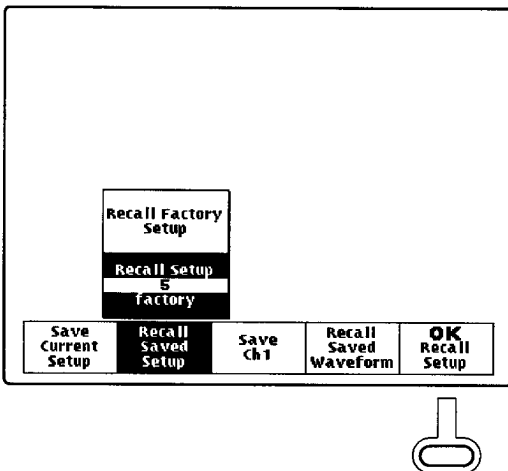 Recall Factory
Setup
Recall Setup
5
factory
Save
Current
Setup
Recall
Saved
Setup
Save
Ch1
Recall
Saved
Waveform
OK
Recall
Setup